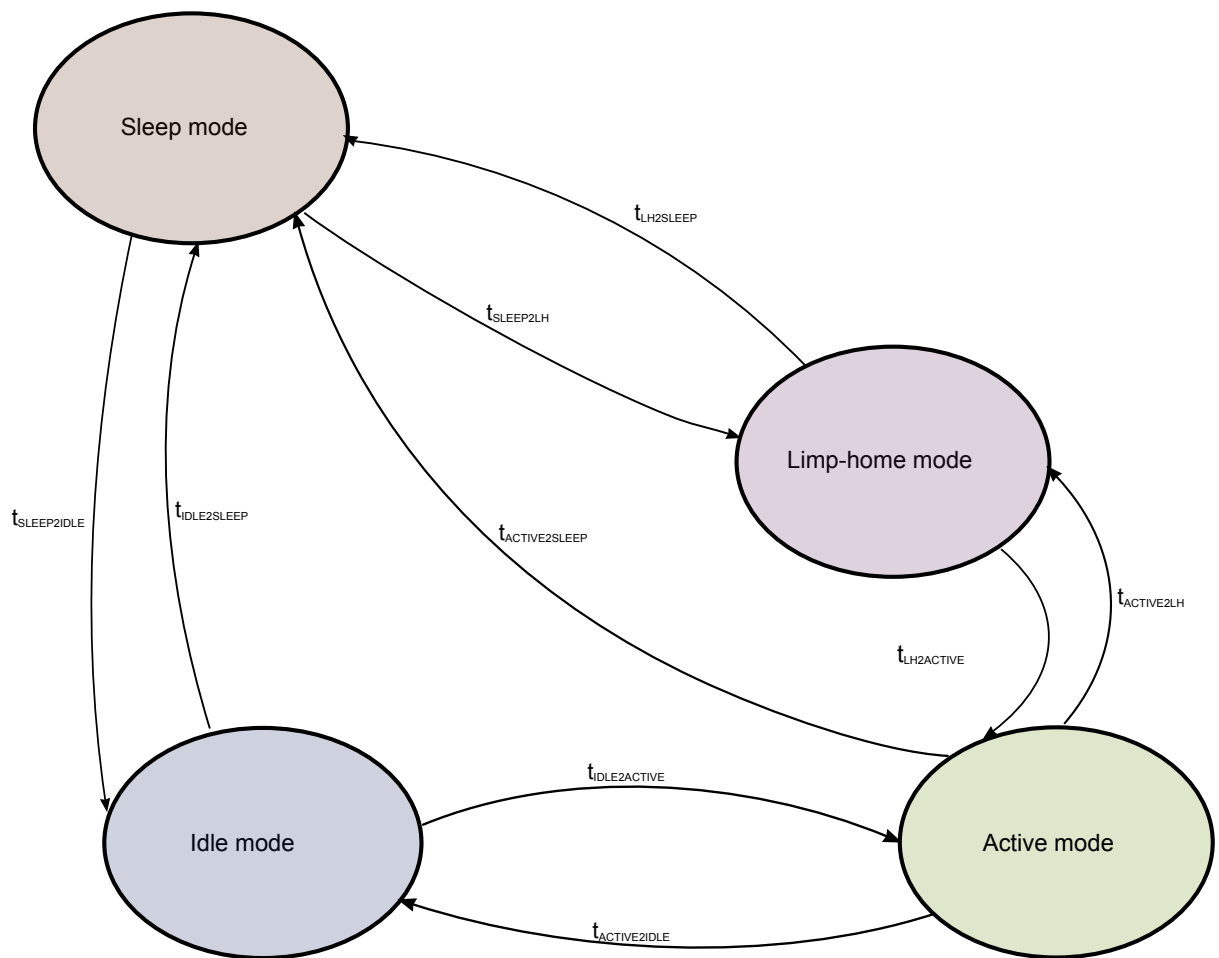 Sleep mode
tLH2SLEEP
tSLEEP2LH
Limp-home mode
tSLEEP2IDLE
tIDLE2SLEEP
tACTIVE2SLEEP
tACTIVE2LH
tLH2ACTIVE
tIDLE2ACTIVE
Idle mode
Active mode
tACTIVE2IDLE